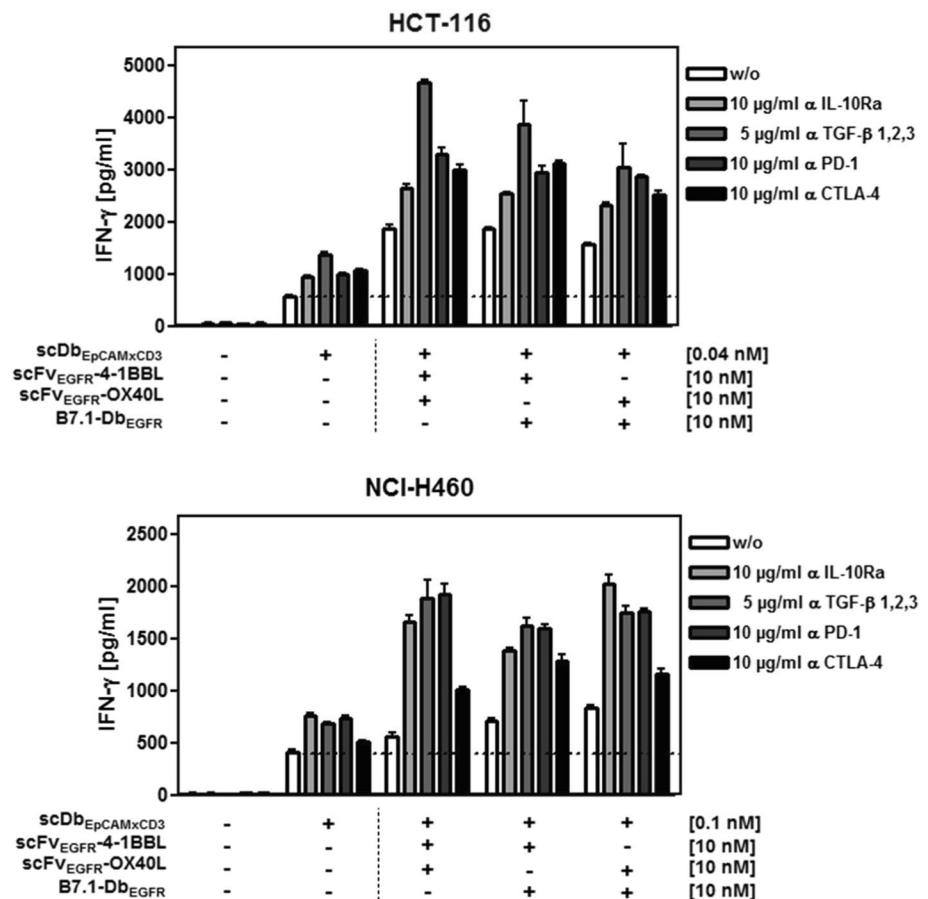 HCT-116
5000
4000
3000
2000
1000
0
IFN-γ [pg/ml]
w/o
10 µg/ml α IL-10Ra
5 µg/ml α TGF-β 1,2,3
10 µg/ml α PD-1
10 µg/ml α CTLA-4
scDbEpCAMxCD3 - + + + + [0.04 nM]
scFvEGFR-4-1BBL - - + + - [10 nM]
scFvEGFR-OX40L - - + - + [10 nM]
B7.1-DbEGFR - - - + + [10 nM]
NCI-H460
2500
2000
1500
1000
500
0
IFN-γ [pg/ml]
w/o
10 µg/ml α IL-10Ra
5 µg/ml α TGF-β 1,2,3
10 µg/ml α PD-1
10 µg/ml α CTLA-4
scDbEpCAMxCD3 - + + + + [0.1 nM]
scFvEGFR-4-1BBL - - + + - [10 nM]
scFvEGFR-OX40L - - + - + [10 nM]
B7.1-DbEGFR - - - + + [10 nM]